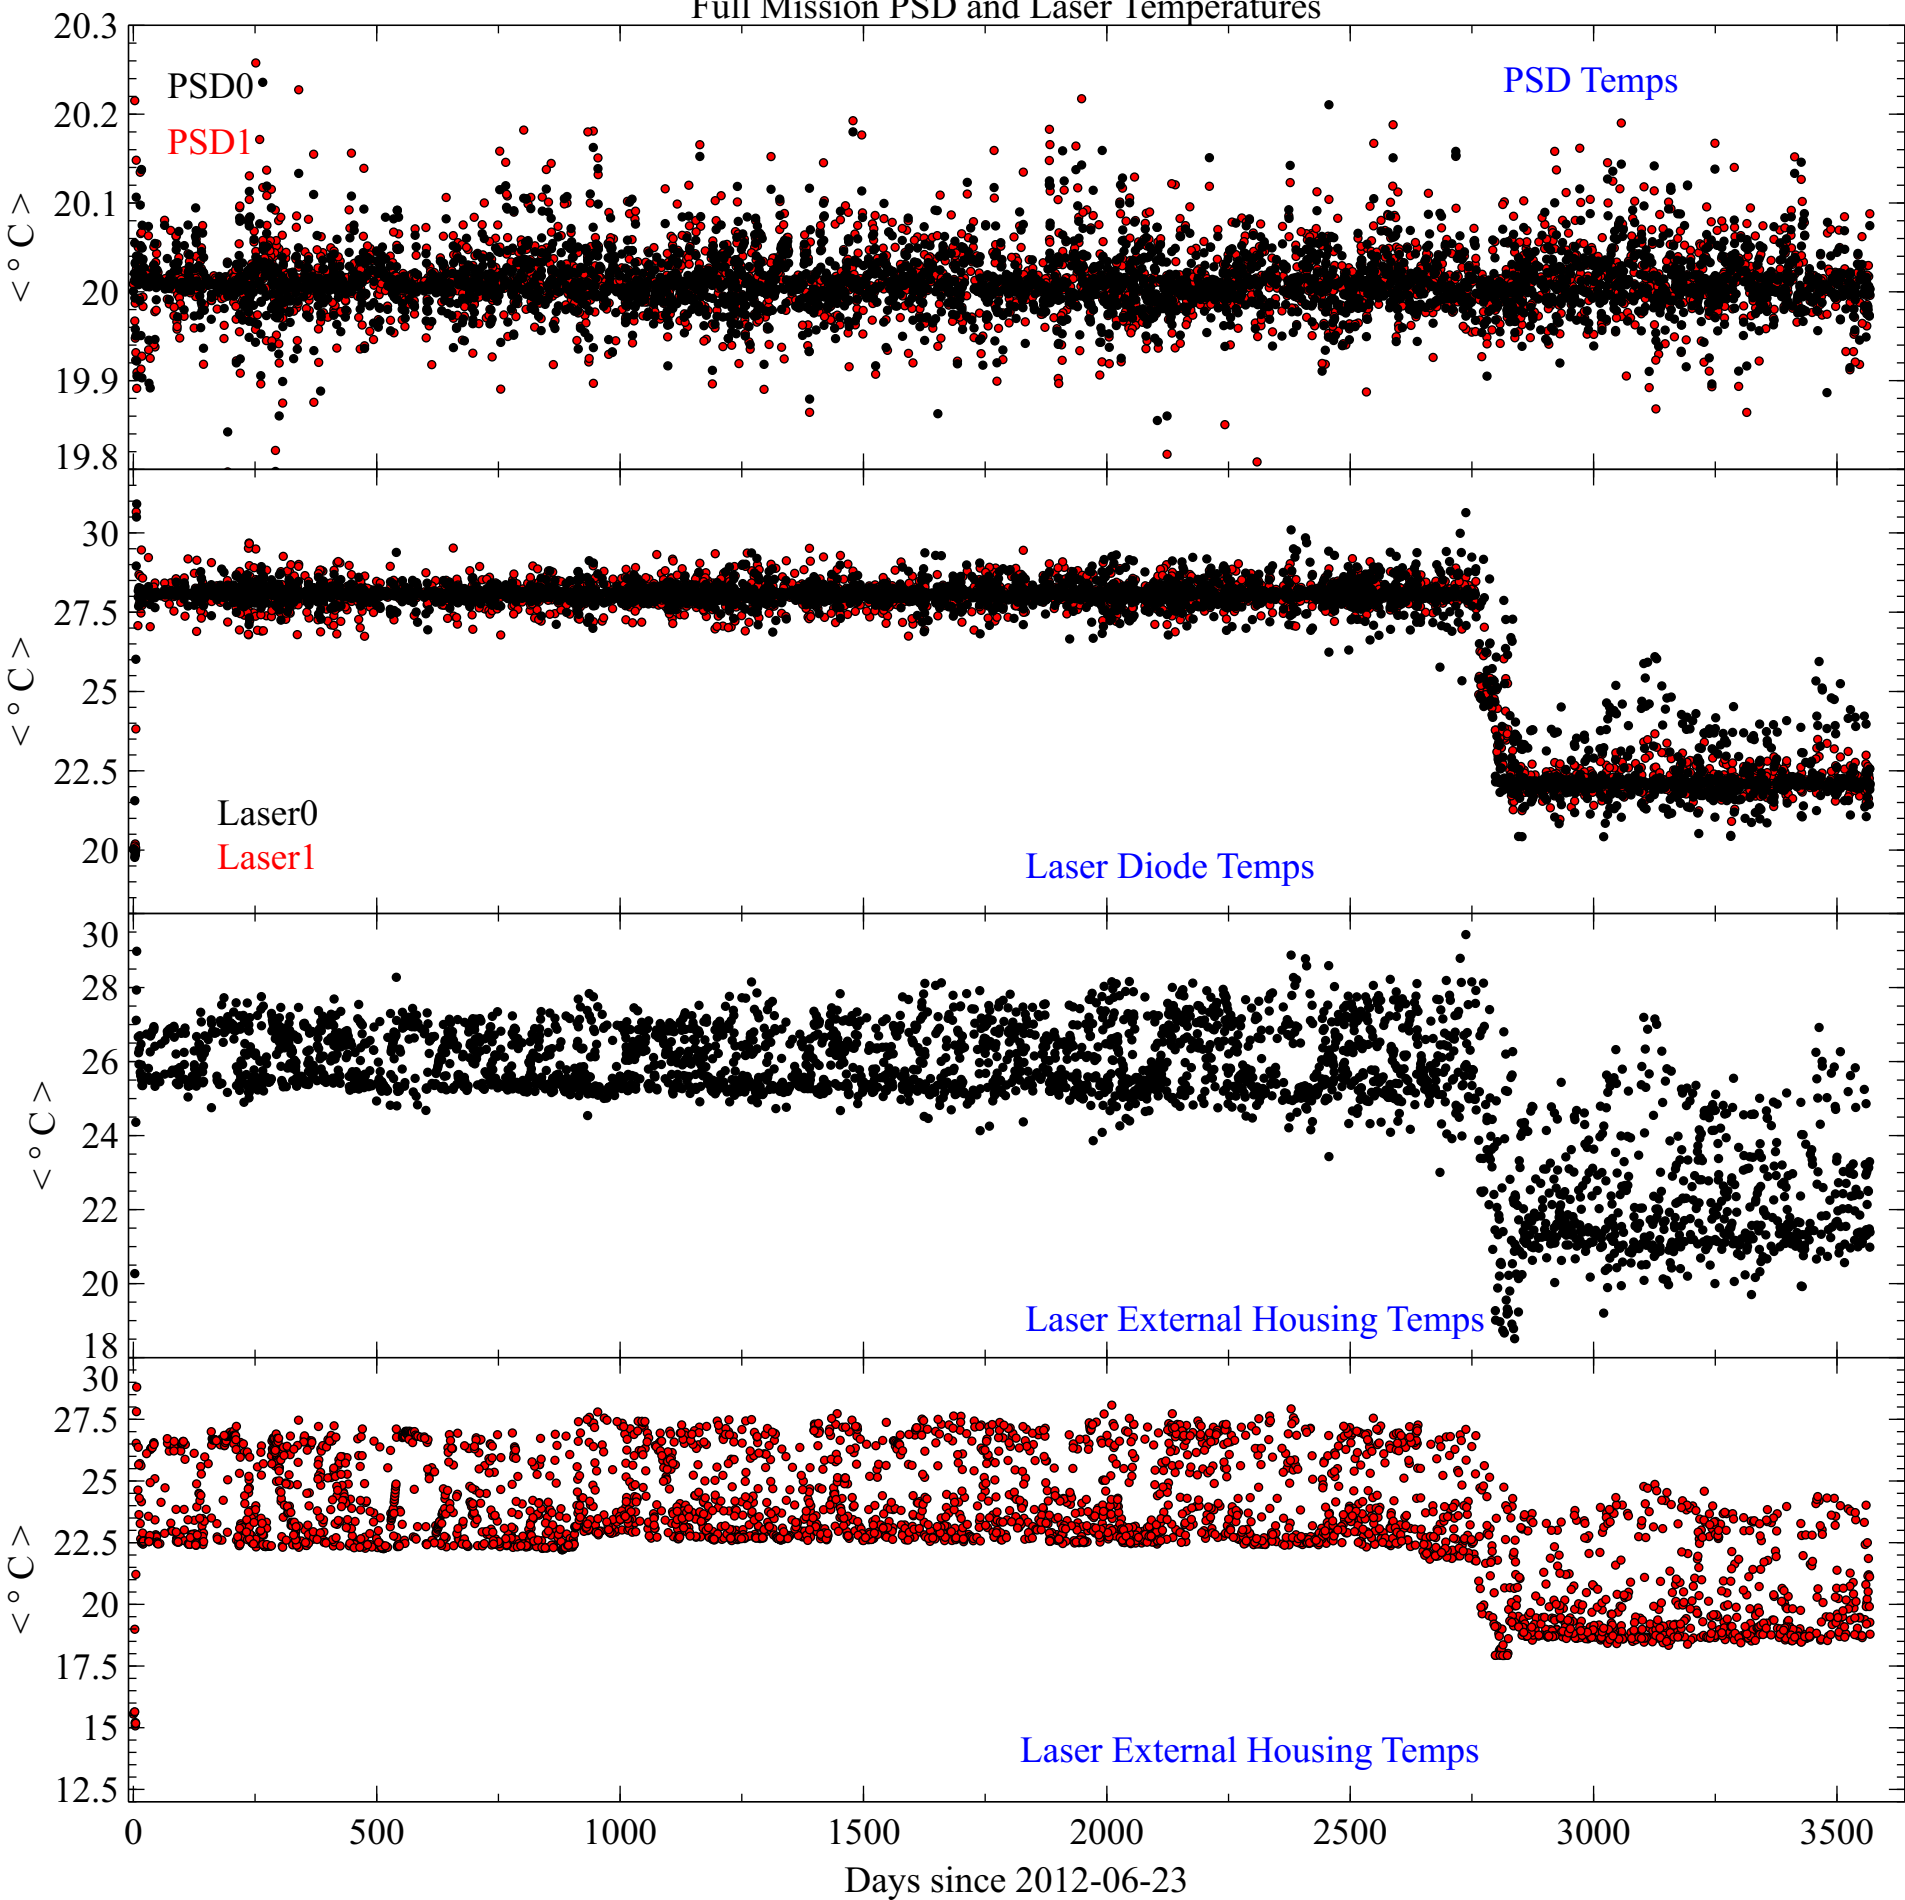 Full Mission PSD and Laser Temperatures
20.3
20.2
20.1
20
19.9
19.8
< ° C >
PSD0
PSD1
PSD Temps
30
27.5
25
22.5
20
< ° C >
Laser0
Laser1
Laser Diode Temps
30
28
26
24
22
20
18
< ° C >
Laser External Housing Temps
30
27.5
25
22.5
20
17.5
15
12.5
< ° C >
Laser External Housing Temps
0 500 1000 1500 2000 2500 3000 3500
Days since 2012-06-23